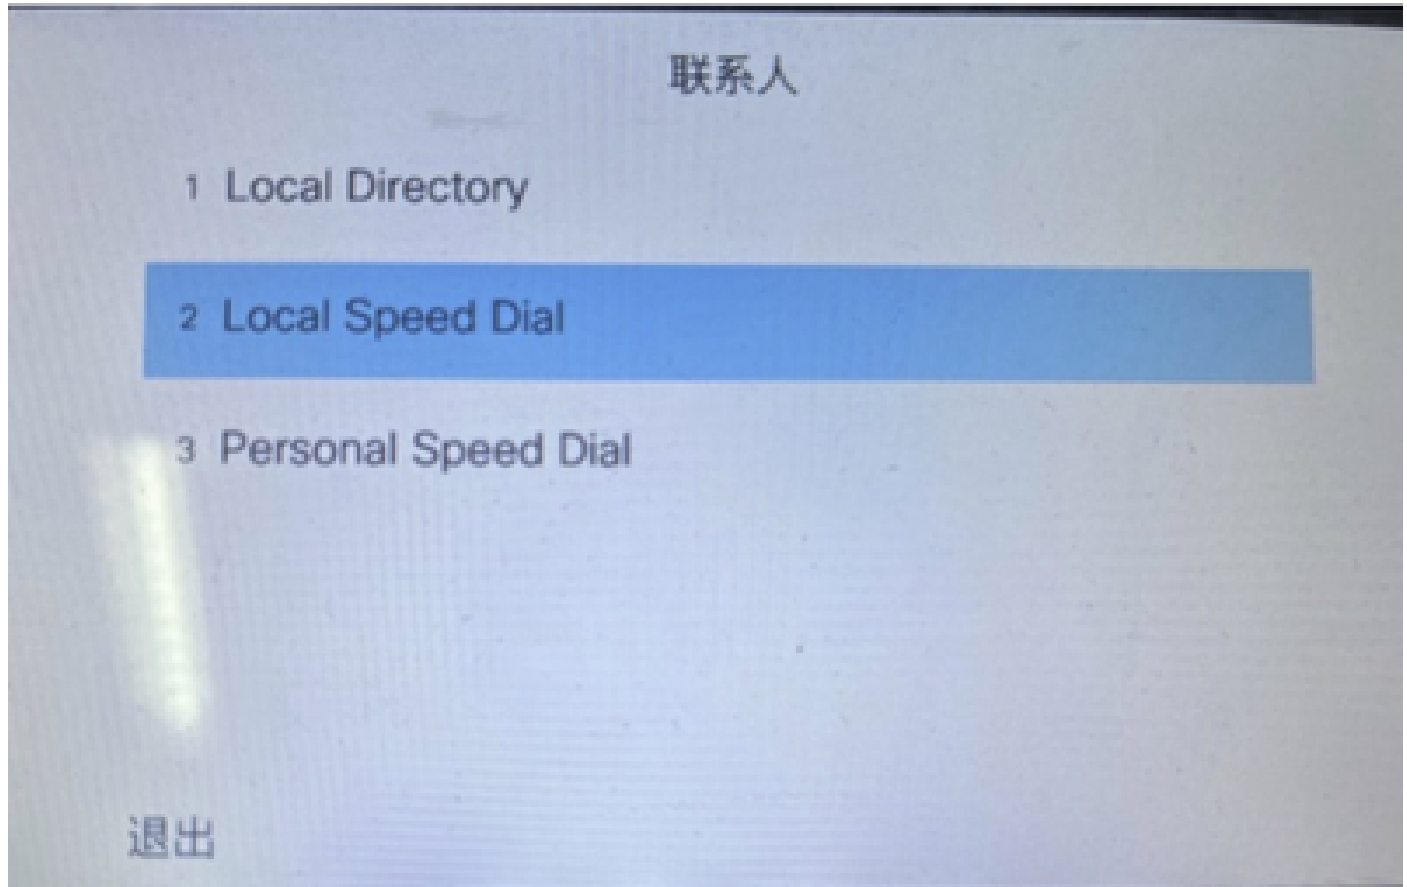 联系人
1 Local Directory
2 Local Speed Dial
3 Personal Speed Dial
退出